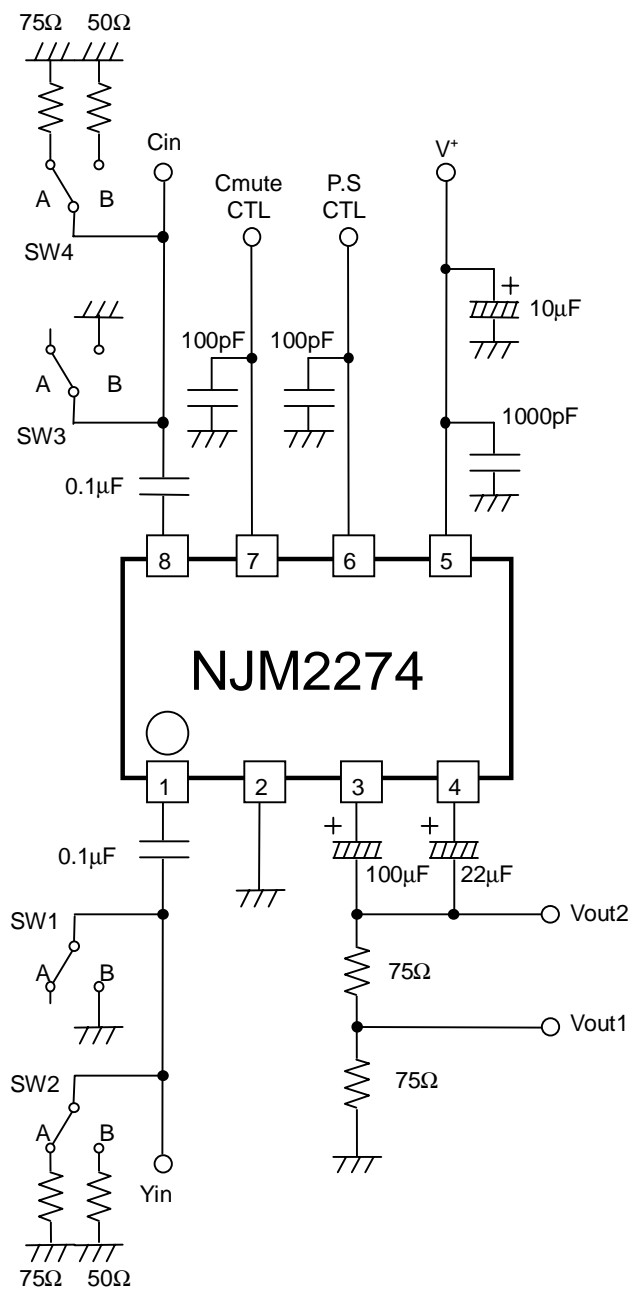 75Ω 50Ω
Cin
Cmute
CTL
P.S
CTL
V+
A B
SW4
+
10μF
100pF 100pF
A B
SW3
1000pF
0.1μF
8 7 6 5
NJM2274
1 2 3 4
0.1μF
+ +
100μF 22μF
SW1
Vout2
A B
75Ω
Vout1
SW2
75Ω
A B
Yin
75Ω 50Ω